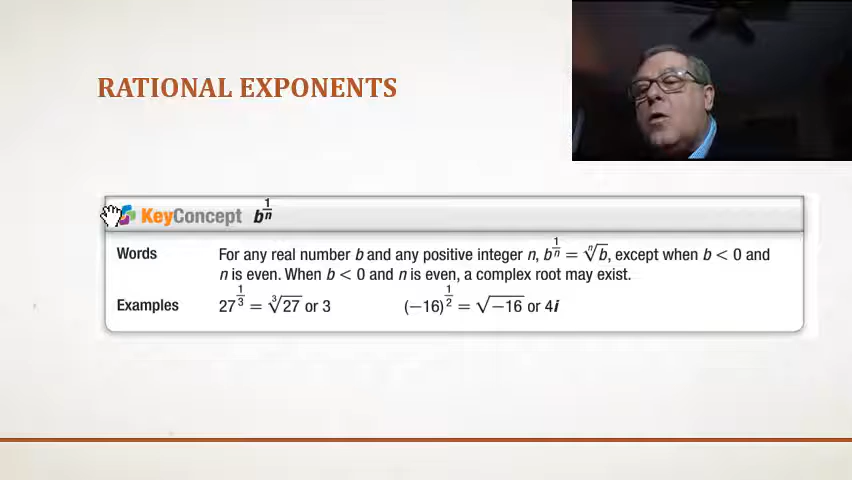 RATIONAL EXPONENTS
KeyConcept b^{1/n}
Words For any real number b and any positive integer n, b^{1/n} = ⁿ√b, except when b < 0 and
n is even. When b < 0 and n is even, a complex root may exist.
Examples 27^{1/3} = ³√27 or 3 (−16)^{1/2} = √−16 or 4i